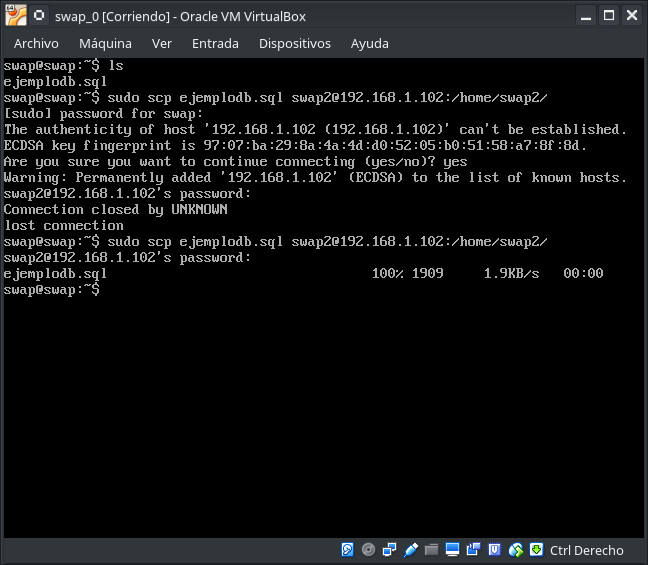 swap_0 [Corriendo] - Oracle VM VirtualBox
Archivo Máquina Ver Entrada Dispositivos Ayuda
swap@swap:~$ ls
ejemplodb.sql
swap@swap:~$ sudo scp ejemplodb.sql swap2@192.168.1.102:/home/swap2/
[sudo] password for swap:
The authenticity of host '192.168.1.102 (192.168.1.102)' can't be established.
ECDSA key fingerprint is 97:07:ba:29:8a:4a:4d:d0:52:05:b0:51:58:a7:8f:8d.
Are you sure you want to continue connecting (yes/no)? yes
Warning: Permanently added '192.168.1.102' (ECDSA) to the list of known hosts.
swap2@192.168.1.102's password:
Connection closed by UNKNOWN
lost connection
swap@swap:~$ sudo scp ejemplodb.sql swap2@192.168.1.102:/home/swap2/
swap2@192.168.1.102's password:
ejemplodb.sql 100% 1909 1.9KB/s 00:00
swap@swap:~$
Ctrl Derecho